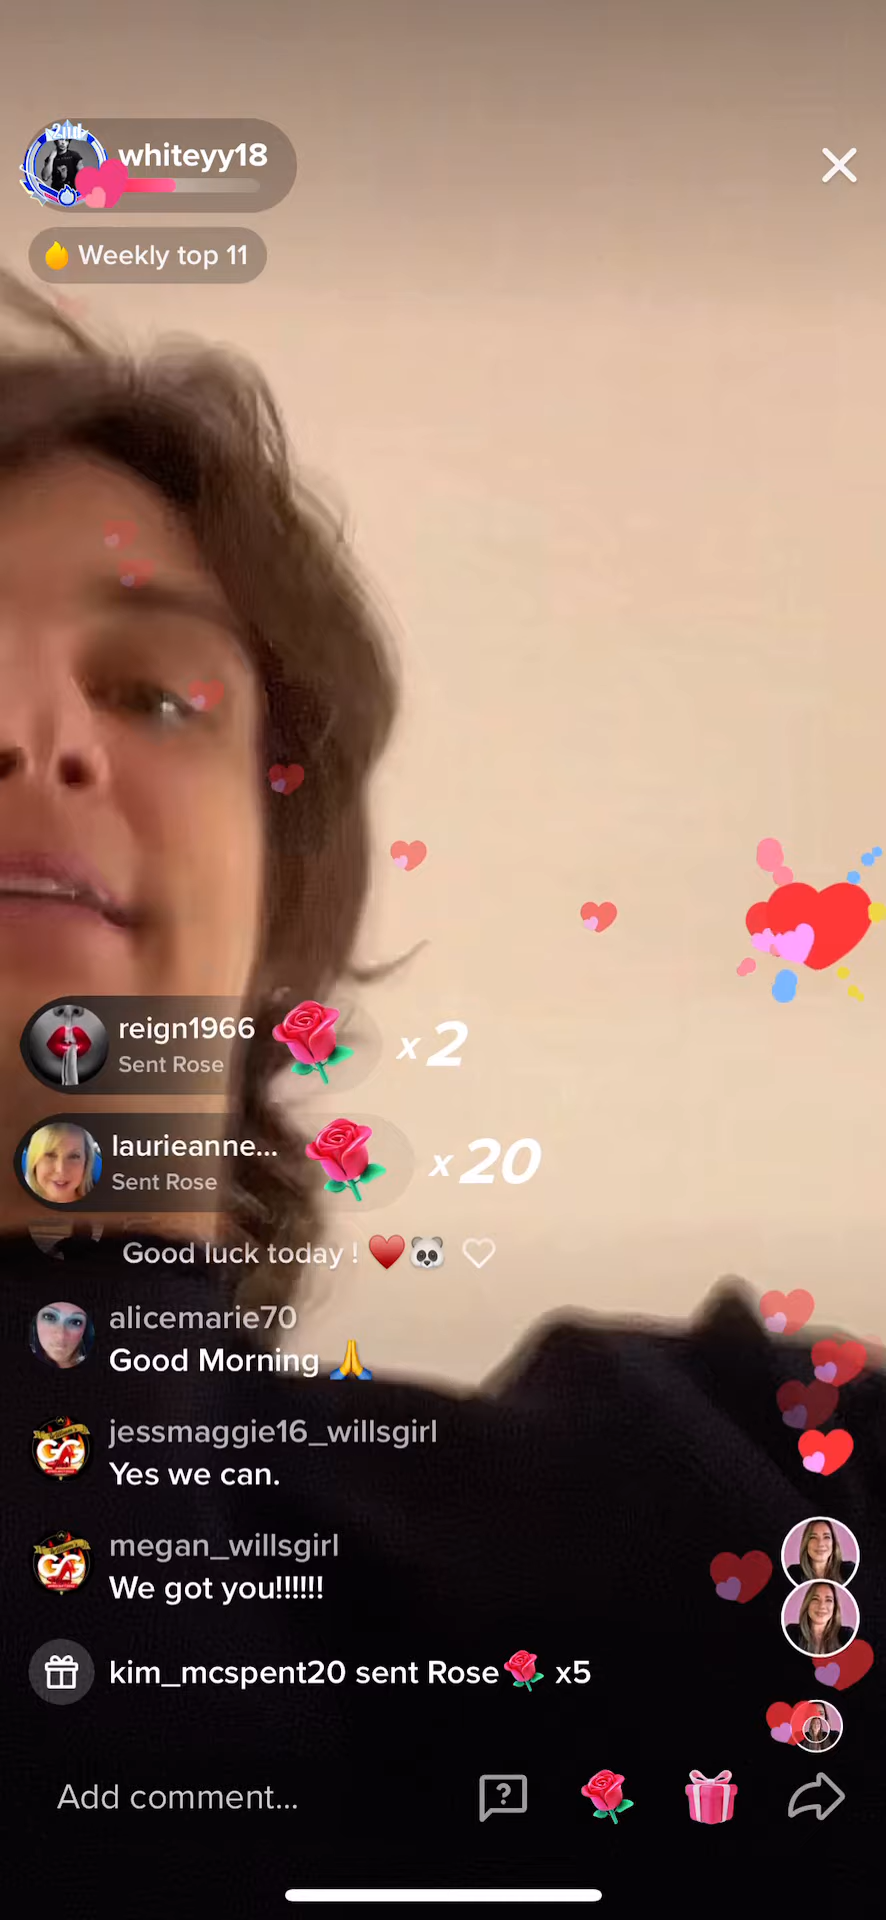 2nd
whiteyy18
Weekly top 11
reign1966
Sent Rose
x2
laurieanne...
Sent Rose
x20
Good luck today ! ♥️🐼
alicemarie70
Good Morning 🙏
jessmaggie16_willsgirl
Yes we can.
megan_willsgirl
We got you!!!!!!
kim_mcspent20 sent Rose 🌹 x5
Add comment...